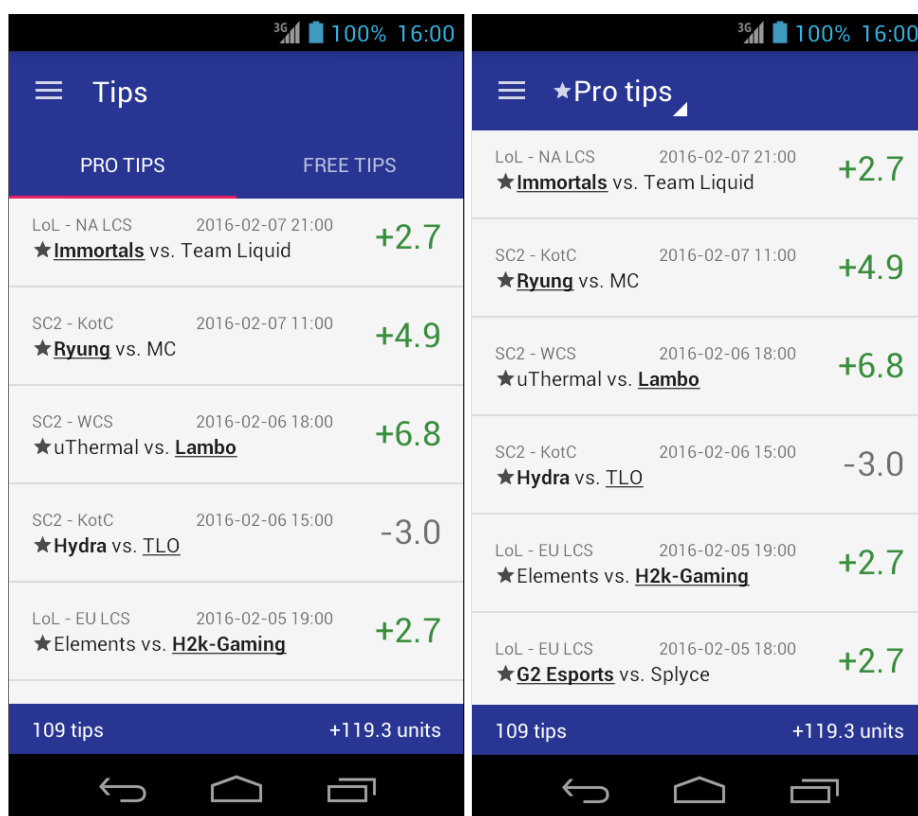 3G 100% 16:00
Tips
PRO TIPS FREE TIPS
LoL - NA LCS 2016-02-07 21:00
★Immortals vs. Team Liquid +2.7
SC2 - KotC 2016-02-07 11:00
★Ryung vs. MC +4.9
SC2 - WCS 2016-02-06 18:00
★uThermal vs. Lambo +6.8
SC2 - KotC 2016-02-06 15:00
★Hydra vs. TLO -3.0
LoL - EU LCS 2016-02-05 19:00
★Elements vs. H2k-Gaming +2.7
109 tips +119.3 units
3G 100% 16:00
★Pro tips
LoL - NA LCS 2016-02-07 21:00
★Immortals vs. Team Liquid +2.7
SC2 - KotC 2016-02-07 11:00
★Ryung vs. MC +4.9
SC2 - WCS 2016-02-06 18:00
★uThermal vs. Lambo +6.8
SC2 - KotC 2016-02-06 15:00
★Hydra vs. TLO -3.0
LoL - EU LCS 2016-02-05 19:00
★Elements vs. H2k-Gaming +2.7
LoL - EU LCS 2016-02-05 18:00
★G2 Esports vs. Splyce +2.7
109 tips +119.3 units